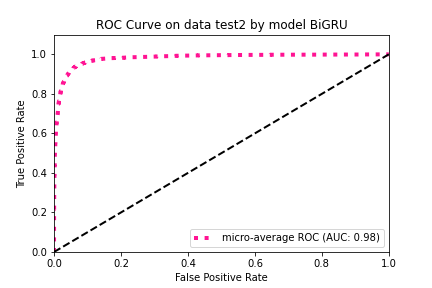 ROC Curve on data test2 by model BiGRU
True Positive Rate
1.0
0.8
0.6
0.4
0.2
0.0
micro-average ROC (AUC: 0.98)
0.0 0.2 0.4 0.6 0.8 1.0
False Positive Rate